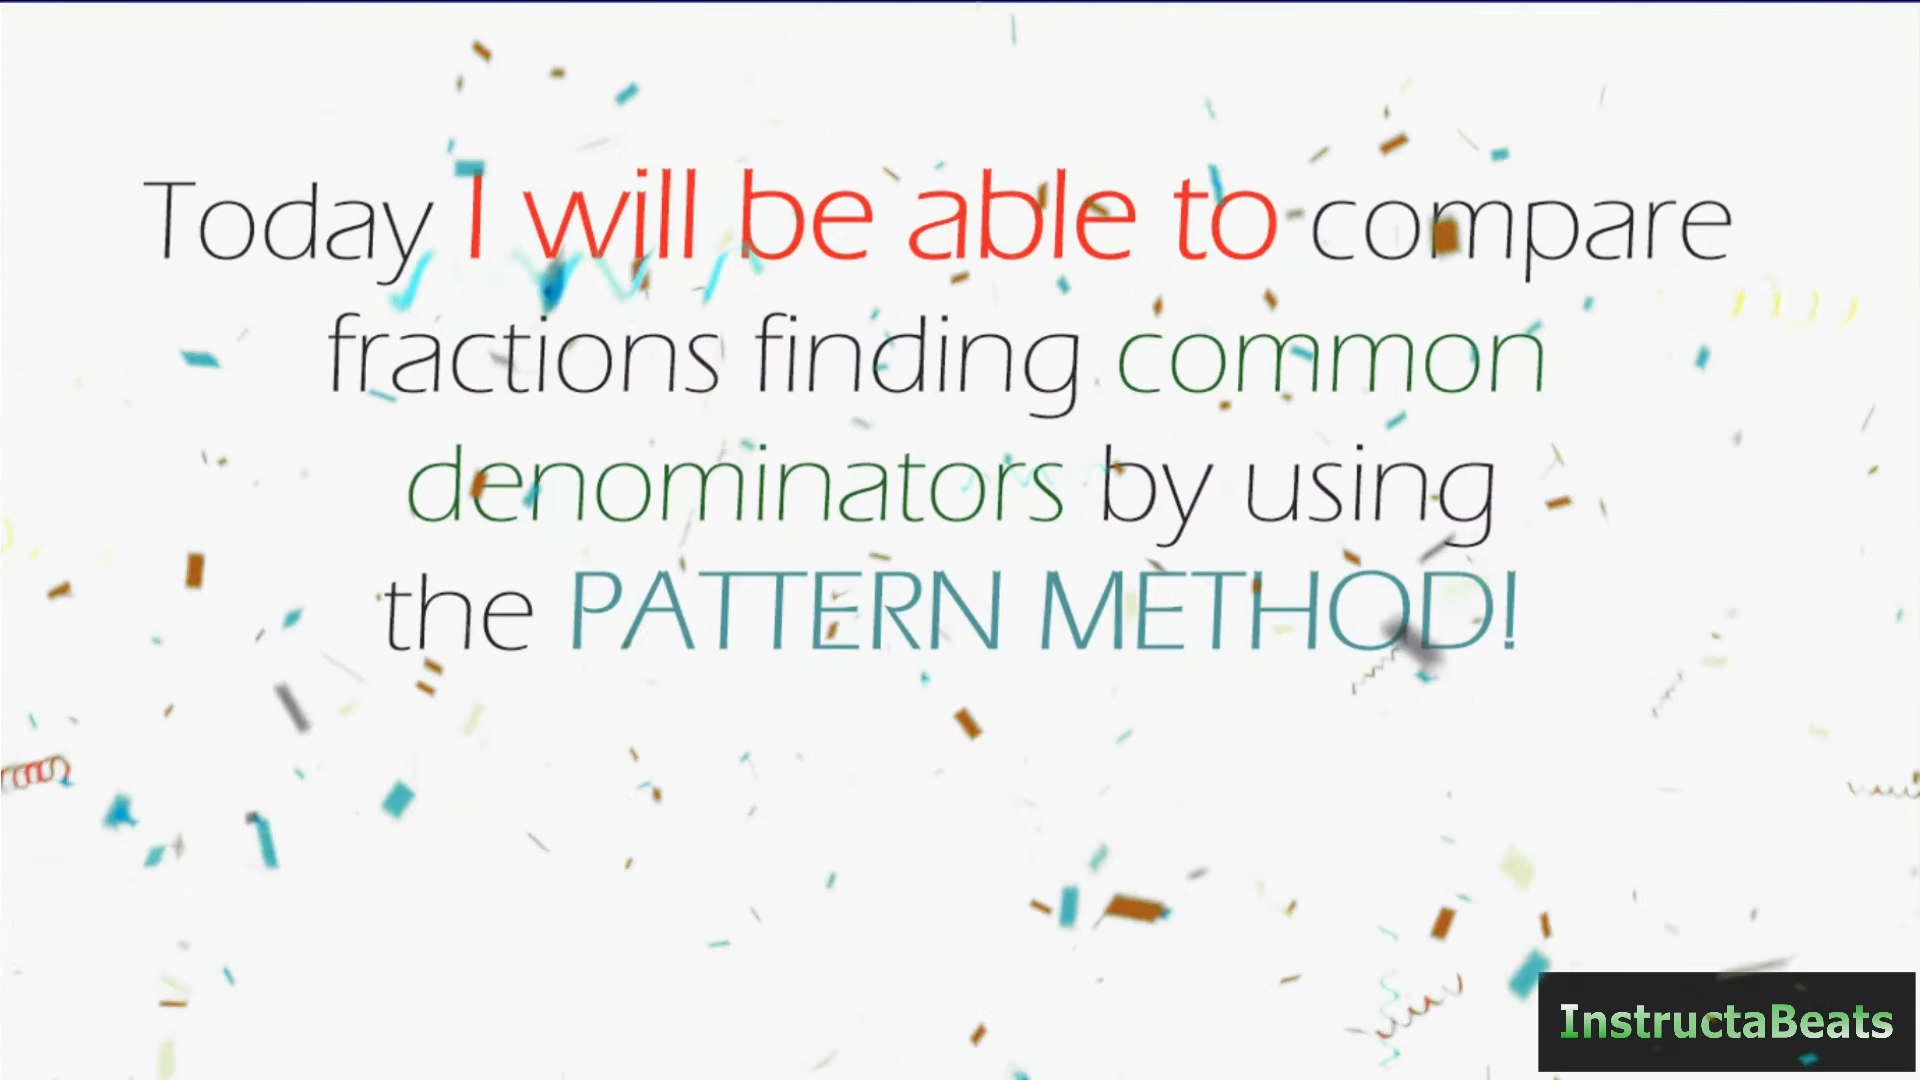 Today I will be able to compare
fractions finding common
denominators by using
the PATTERN METHOD!
InstructaBeats